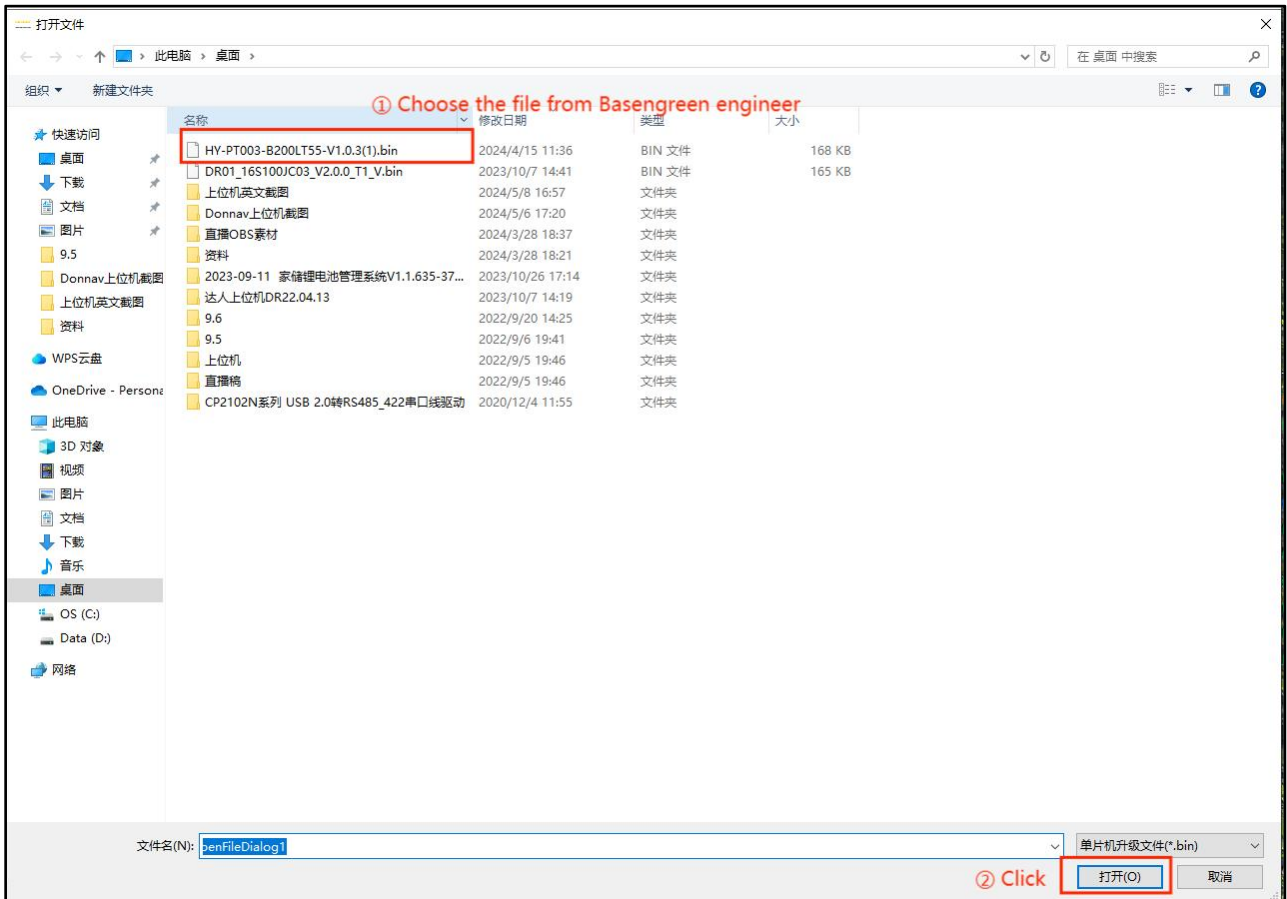 打开文件
此电脑 › 桌面 ›
在 桌面 中搜索
组织 新建文件夹
① Choose the file from Basengreen engineer
名称 修改日期 类型 大小
快速访问
桌面
下载
文档
图片
9.5
Donnav上位机截图
上位机英文截图
资料
WPS云盘
OneDrive - Persona
此电脑
3D 对象
视频
图片
文档
下载
音乐
桌面
OS (C:)
Data (D:)
网络
HY-PT003-B200LT55-V1.0.3(1).bin 2024/4/15 11:36 BIN 文件 168 KB
DR01_16S100JC03_V2.0.0_T1_V.bin 2023/10/7 14:41 BIN 文件 165 KB
上位机英文截图 2024/5/8 16:57 文件夹
Donnav上位机截图 2024/5/6 17:20 文件夹
直播OBS素材 2024/3/28 18:37 文件夹
资料 2024/3/28 18:21 文件夹
2023-09-11 家储锂电池管理系统V1.1.635-37... 2023/10/26 17:14 文件夹
达人上位机DR22.04.13 2023/10/7 14:19 文件夹
9.6 2022/9/20 14:25 文件夹
9.5 2022/9/6 19:41 文件夹
上位机 2022/9/5 19:46 文件夹
直播稿 2022/9/5 19:46 文件夹
CP2102N系列 USB 2.0转RS485_422串口线驱动 2020/12/4 11:55 文件夹
文件名(N): penFileDialog1 单片机升级文件(*.bin)
② Click 打开(O) 取消